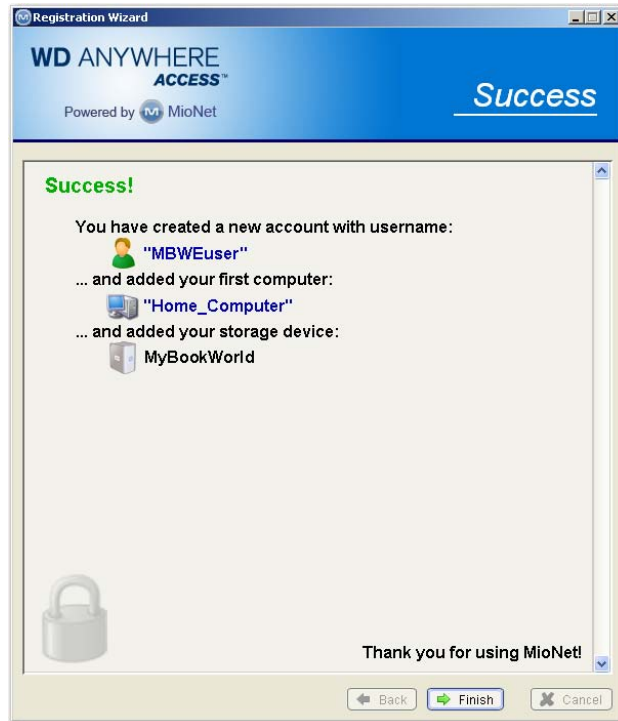 Registration Wizard
WD ANYWHERE
ACCESS™
Powered by MioNet
Success
Success!
You have created a new account with username:
"MBWEuser"
... and added your first computer:
"Home_Computer"
... and added your storage device:
MyBookWorld
Thank you for using MioNet!
Back Finish Cancel